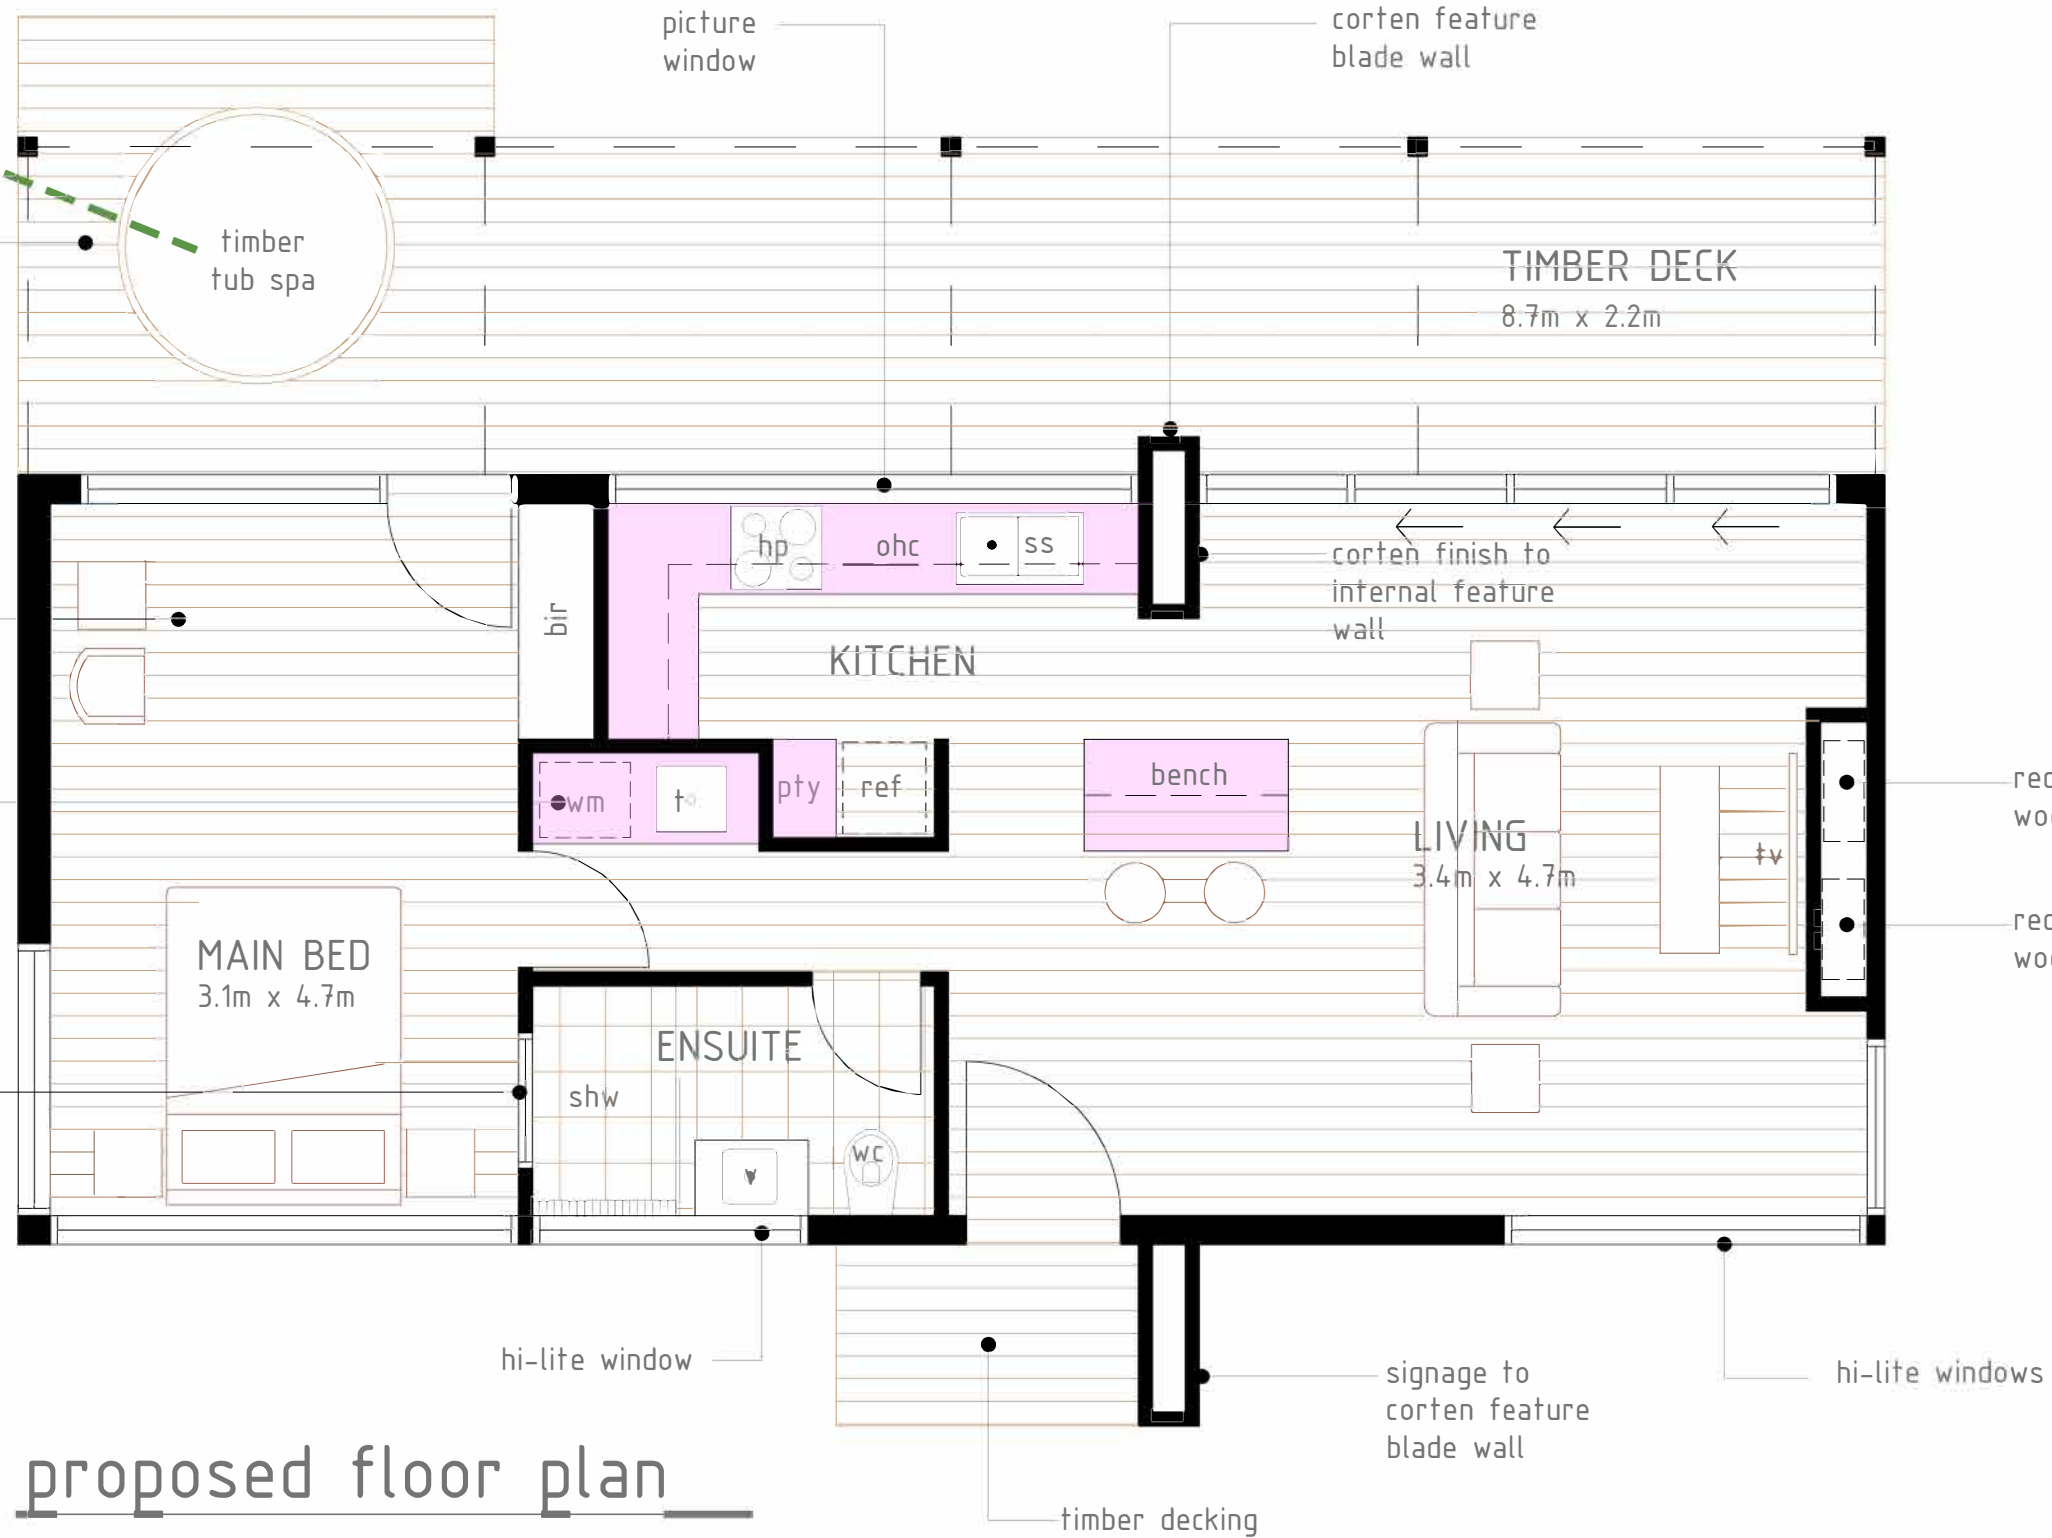 picture
window
corten feature
blade wall
timber
tub spa
TIMBER DECK
8.7m x 2.2m
hp
ohc
ss
corten finish to
internal feature
wall
bir
KITCHEN
wm
t
pty
ref
bench
LIVING
3.4m x 4.7m
tv
MAIN BED
3.1m x 4.7m
ENSUITE
shw
v
wc
hi-lite window
signage to
corten feature
blade wall
hi-lite windows
proposed floor plan
timber decking